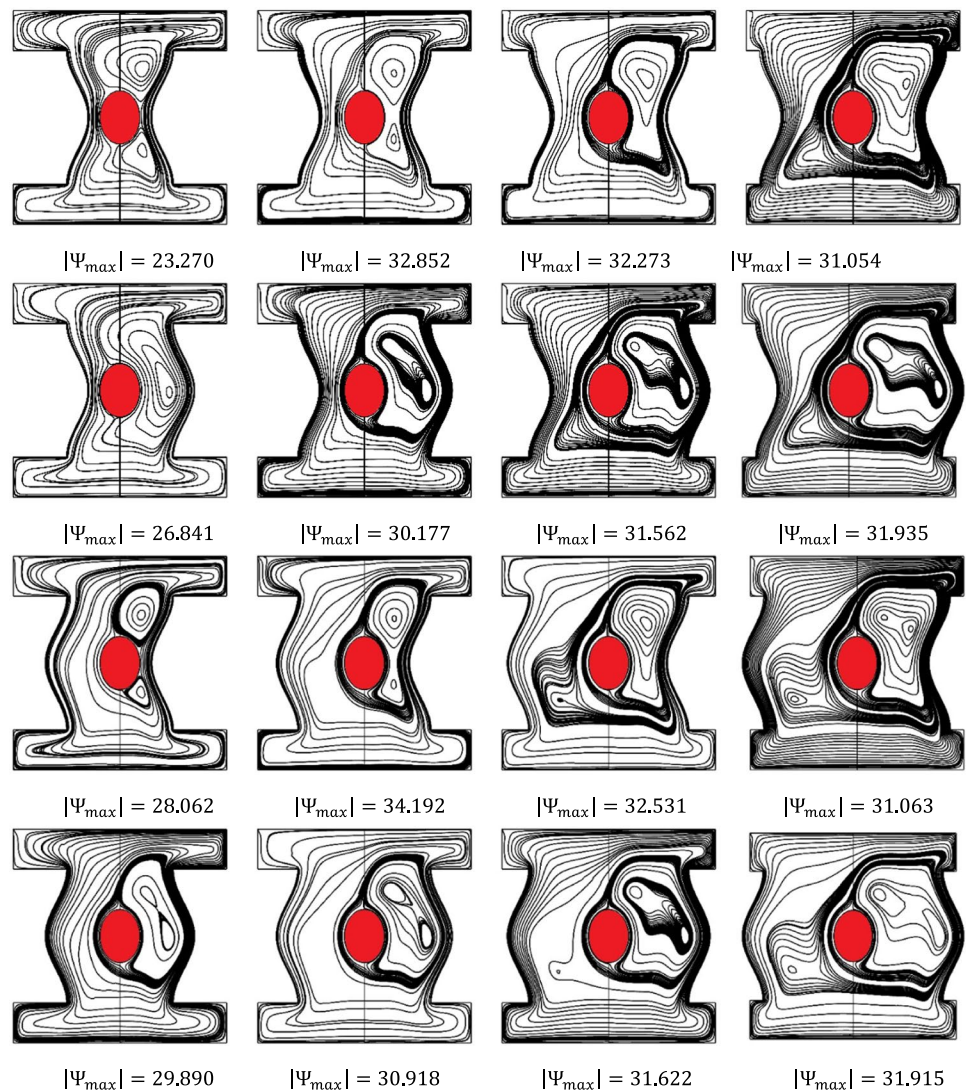 |Ψmax| = 23.270 |Ψmax| = 32.852 |Ψmax| = 32.273 |Ψmax| = 31.054
|Ψmax| = 26.841 |Ψmax| = 30.177 |Ψmax| = 31.562 |Ψmax| = 31.935
|Ψmax| = 28.062 |Ψmax| = 34.192 |Ψmax| = 32.531 |Ψmax| = 31.063
|Ψmax| = 29.890 |Ψmax| = 30.918 |Ψmax| = 31.622 |Ψmax| = 31.915